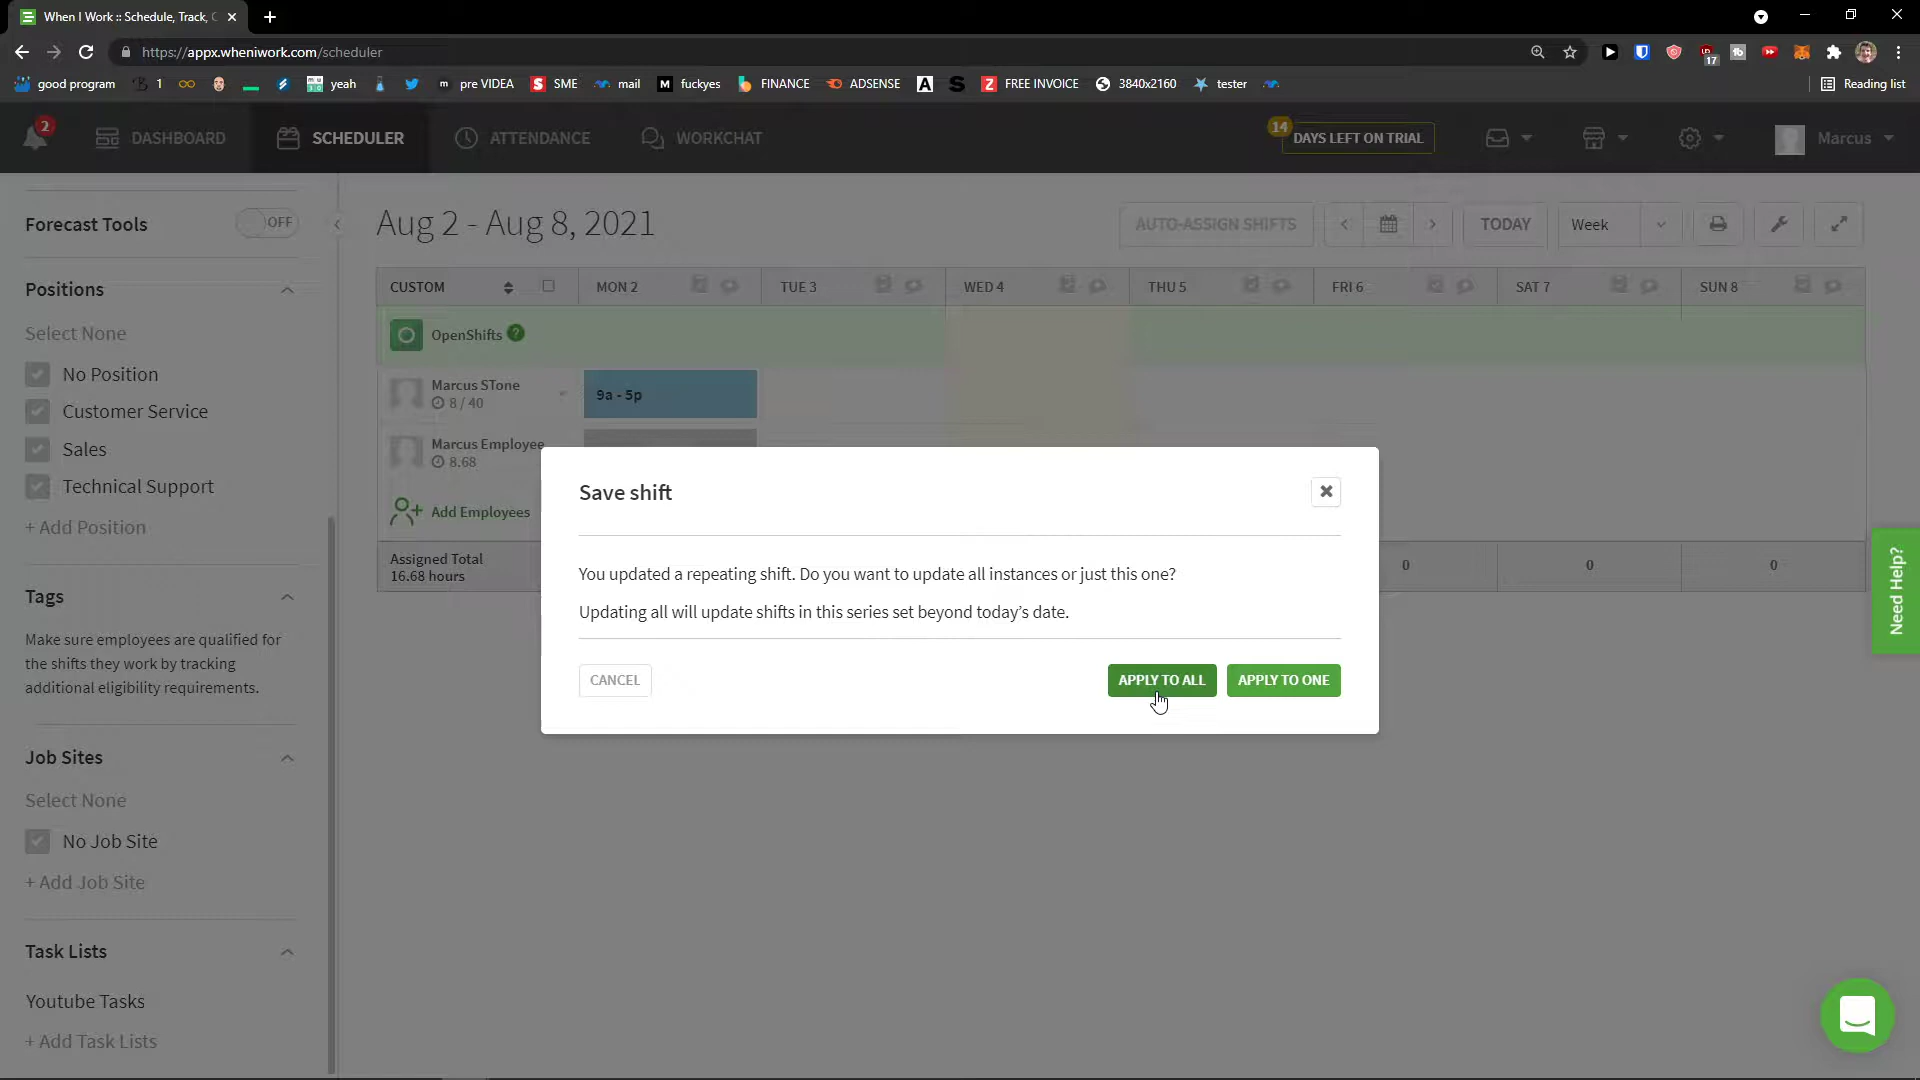 When I Work :: Schedule, Track, C
https://appx.wheniwork.com/scheduler
17
good program
1
yeah
pre VIDEA
SME
mail
fuckyes
FINANCE
ADSENSE
FREE INVOICE
3840x2160
tester
Reading list
2
DASHBOARD
SCHEDULER
ATTENDANCE
WORKCHAT
14
DAYS LEFT ON TRIAL
Marcus
Forecast Tools
OFF
Aug 2 - Aug 8, 2021
AUTO-ASSIGN SHIFTS
TODAY
Week
CUSTOM
MON 2
TUE 3
WED 4
THU 5
FRI 6
SAT 7
SUN 8
OpenShifts ?
Marcus STone
8 / 40
9a - 5p
Marcus Employee
8.68
Add Employees
Assigned Total
16.68 hours
0
0
0
Positions
Select None
No Position
Customer Service
Sales
Technical Support
+ Add Position
Tags
Make sure employees are qualified for
the shifts they work by tracking
additional eligibility requirements.
Job Sites
Select None
No Job Site
+ Add Job Site
Task Lists
Youtube Tasks
+ Add Task Lists
Save shift
You updated a repeating shift. Do you want to update all instances or just this one?
Updating all will update shifts in this series set beyond today's date.
CANCEL
APPLY TO ALL
APPLY TO ONE
Need Help?